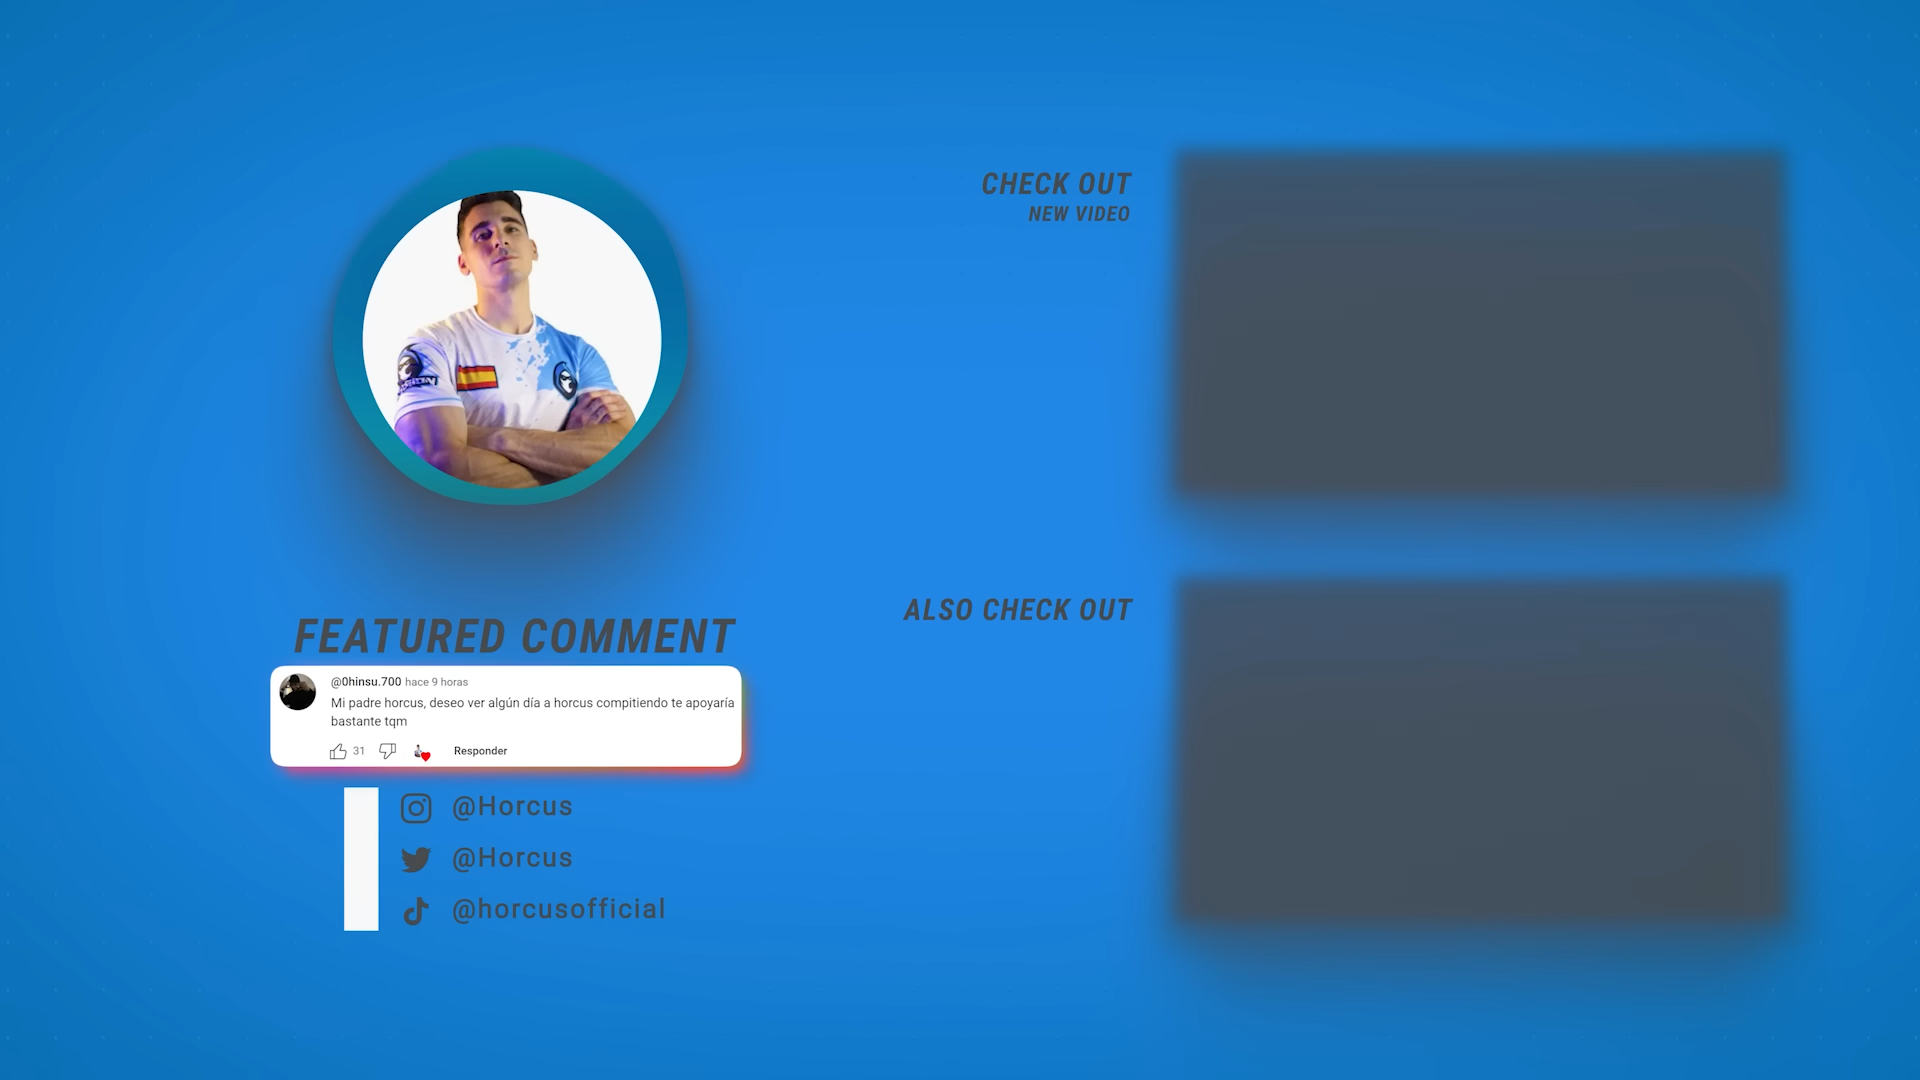 CHECK OUT
NEW VIDEO
FEATURED COMMENT
@0hinsu.700 hace 9 horas
Mi padre horcus, deseo ver algún día a horcus compitiendo te apoyaría
bastante tqm
31 Responder
@Horcus
@Horcus
@horcusofficial
ALSO CHECK OUT